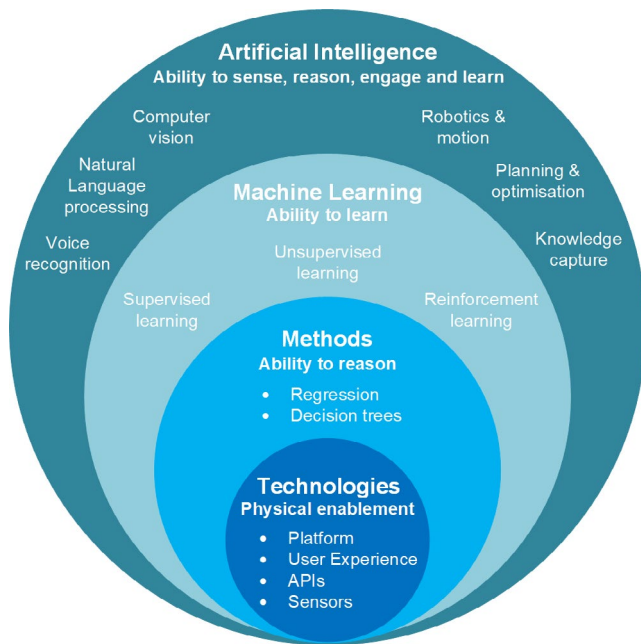 Artificial Intelligence
Ability to sense, reason, engage and learn
Computer
vision
Robotics &
motion
Natural
Language
processing
Planning &
optimisation
Voice
recognition
Knowledge
capture
Machine Learning
Ability to learn
Unsupervised
learning
Supervised
learning
Reinforcement
learning
Methods
Ability to reason
• Regression
• Decision trees
Technologies
Physical enablement
• Platform
• User Experience
• APIs
• Sensors